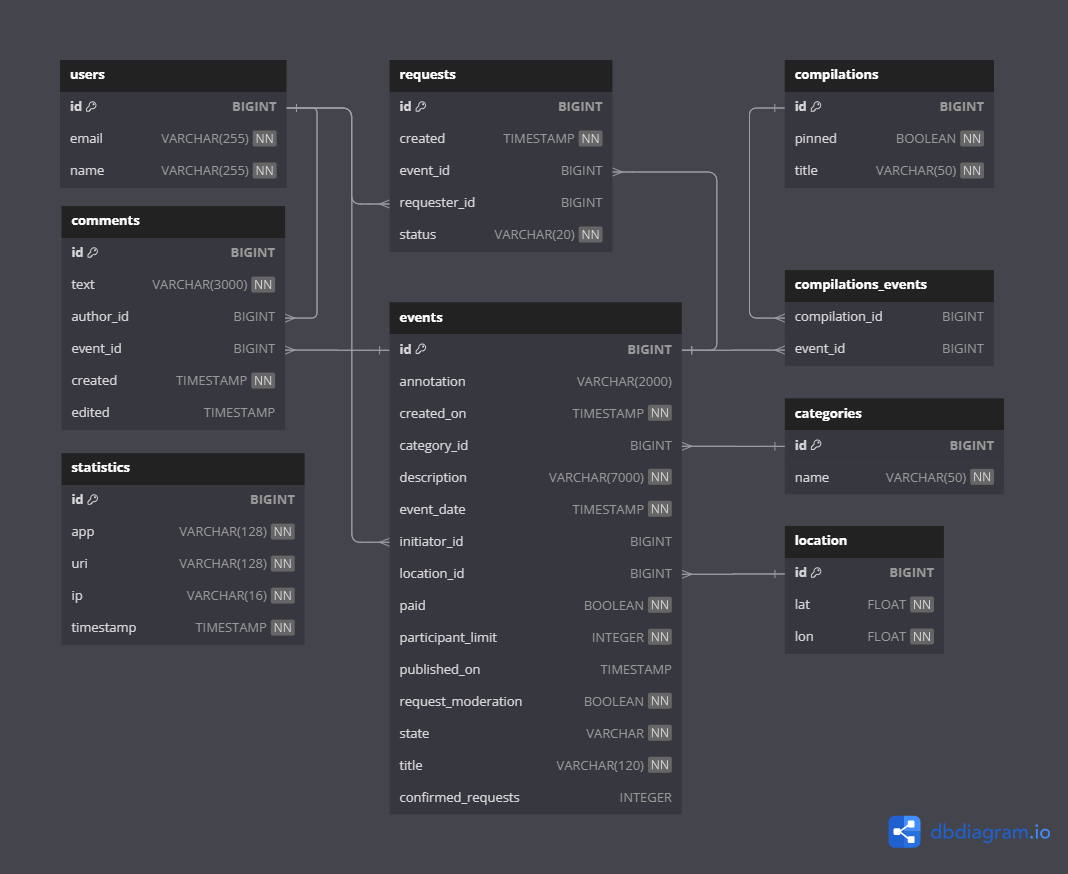 users
id BIGINT
email VARCHAR(255) NN
name VARCHAR(255) NN
comments
id BIGINT
text VARCHAR(3000) NN
author_id BIGINT
event_id BIGINT
created TIMESTAMP NN
edited TIMESTAMP
statistics
id BIGINT
app VARCHAR(128) NN
uri VARCHAR(128) NN
ip VARCHAR(16) NN
timestamp TIMESTAMP NN
requests
id BIGINT
created TIMESTAMP NN
event_id BIGINT
requester_id BIGINT
status VARCHAR(20) NN
events
id BIGINT
annotation VARCHAR(2000)
created_on TIMESTAMP NN
category_id BIGINT
description VARCHAR(7000) NN
event_date TIMESTAMP NN
initiator_id BIGINT
location_id BIGINT
paid BOOLEAN NN
participant_limit INTEGER NN
published_on TIMESTAMP
request_moderation BOOLEAN NN
state VARCHAR NN
title VARCHAR(120) NN
confirmed_requests INTEGER
compilations
id BIGINT
pinned BOOLEAN NN
title VARCHAR(50) NN
compilations_events
compilation_id BIGINT
event_id BIGINT
categories
id BIGINT
name VARCHAR(50) NN
location
id BIGINT
lat FLOAT NN
lon FLOAT NN
dbdiagram.io